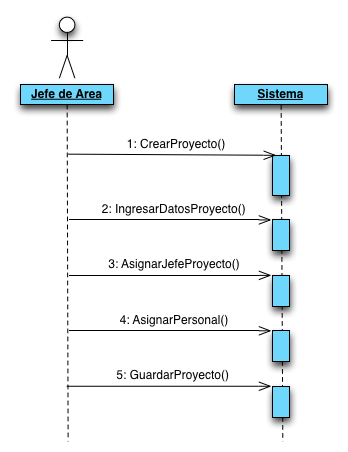 Jefe de Area
Sistema
1: CrearProyecto()
2: IngresarDatosProyecto()
3: AsignarJefeProyecto()
4: AsignarPersonal()
5: GuardarProyecto()